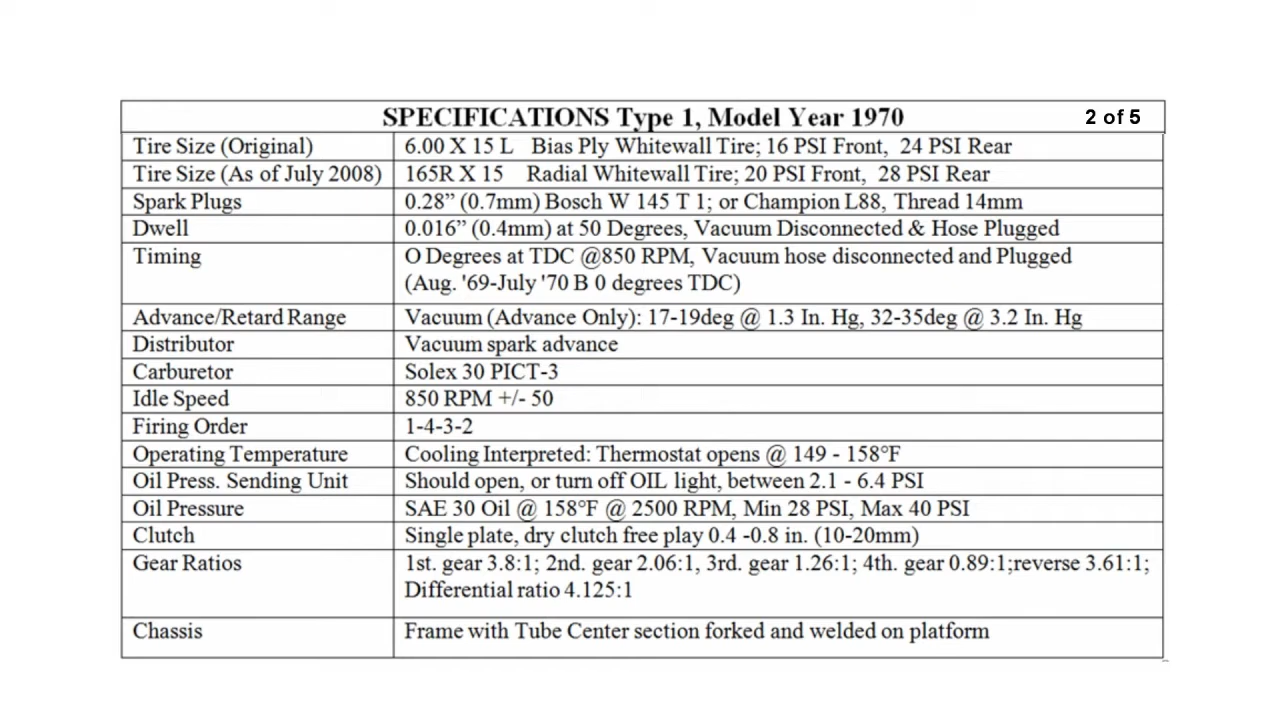 SPECIFICATIONS Type 1, Model Year 1970 2 of 5
Tire Size (Original) 6.00 X 15 L Bias Ply Whitewall Tire; 16 PSI Front, 24 PSI Rear
Tire Size (As of July 2008) 165R X 15 Radial Whitewall Tire; 20 PSI Front, 28 PSI Rear
Spark Plugs 0.28” (0.7mm) Bosch W 145 T 1; or Champion L88, Thread 14mm
Dwell 0.016” (0.4mm) at 50 Degrees, Vacuum Disconnected & Hose Plugged
Timing O Degrees at TDC @850 RPM, Vacuum hose disconnected and Plugged
(Aug. '69-July '70 B 0 degrees TDC)
Advance/Retard Range Vacuum (Advance Only): 17-19deg @ 1.3 In. Hg, 32-35deg @ 3.2 In. Hg
Distributor Vacuum spark advance
Carburetor Solex 30 PICT-3
Idle Speed 850 RPM +/- 50
Firing Order 1-4-3-2
Operating Temperature Cooling Interpreted: Thermostat opens @ 149 - 158°F
Oil Press. Sending Unit Should open, or turn off OIL light, between 2.1 - 6.4 PSI
Oil Pressure SAE 30 Oil @ 158°F @ 2500 RPM, Min 28 PSI, Max 40 PSI
Clutch Single plate, dry clutch free play 0.4 -0.8 in. (10-20mm)
Gear Ratios 1st. gear 3.8:1; 2nd. gear 2.06:1, 3rd. gear 1.26:1; 4th. gear 0.89:1;reverse 3.61:1;
Differential ratio 4.125:1
Chassis Frame with Tube Center section forked and welded on platform